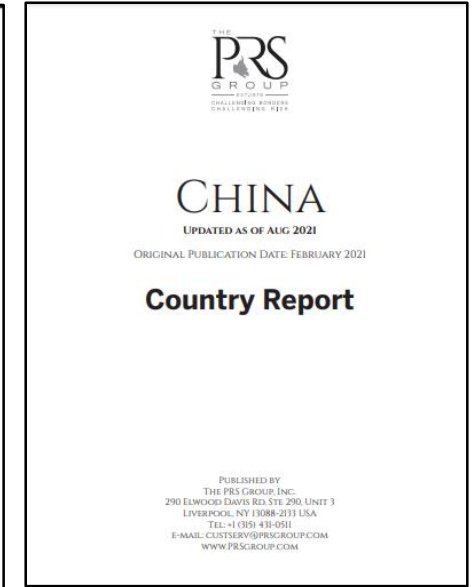 THE
PRS
GROUP
CHALLENGING BORDERS
CHALLENGING RISK
CHINA
UPDATED AS OF AUG 2021
ORIGINAL PUBLICATION DATE: FEBRUARY 2021
Country Report
PUBLISHED BY
THE PRS GROUP, INC.
290 ELWOOD DAVIS RD, STE 290, UNIT 3
LIVERPOOL, NY 13088-2133 USA
TEL: +1 (315) 431-0511
E-MAIL: CUSTSERV@PRSGROUP.COM
WWW.PRSGROUP.COM